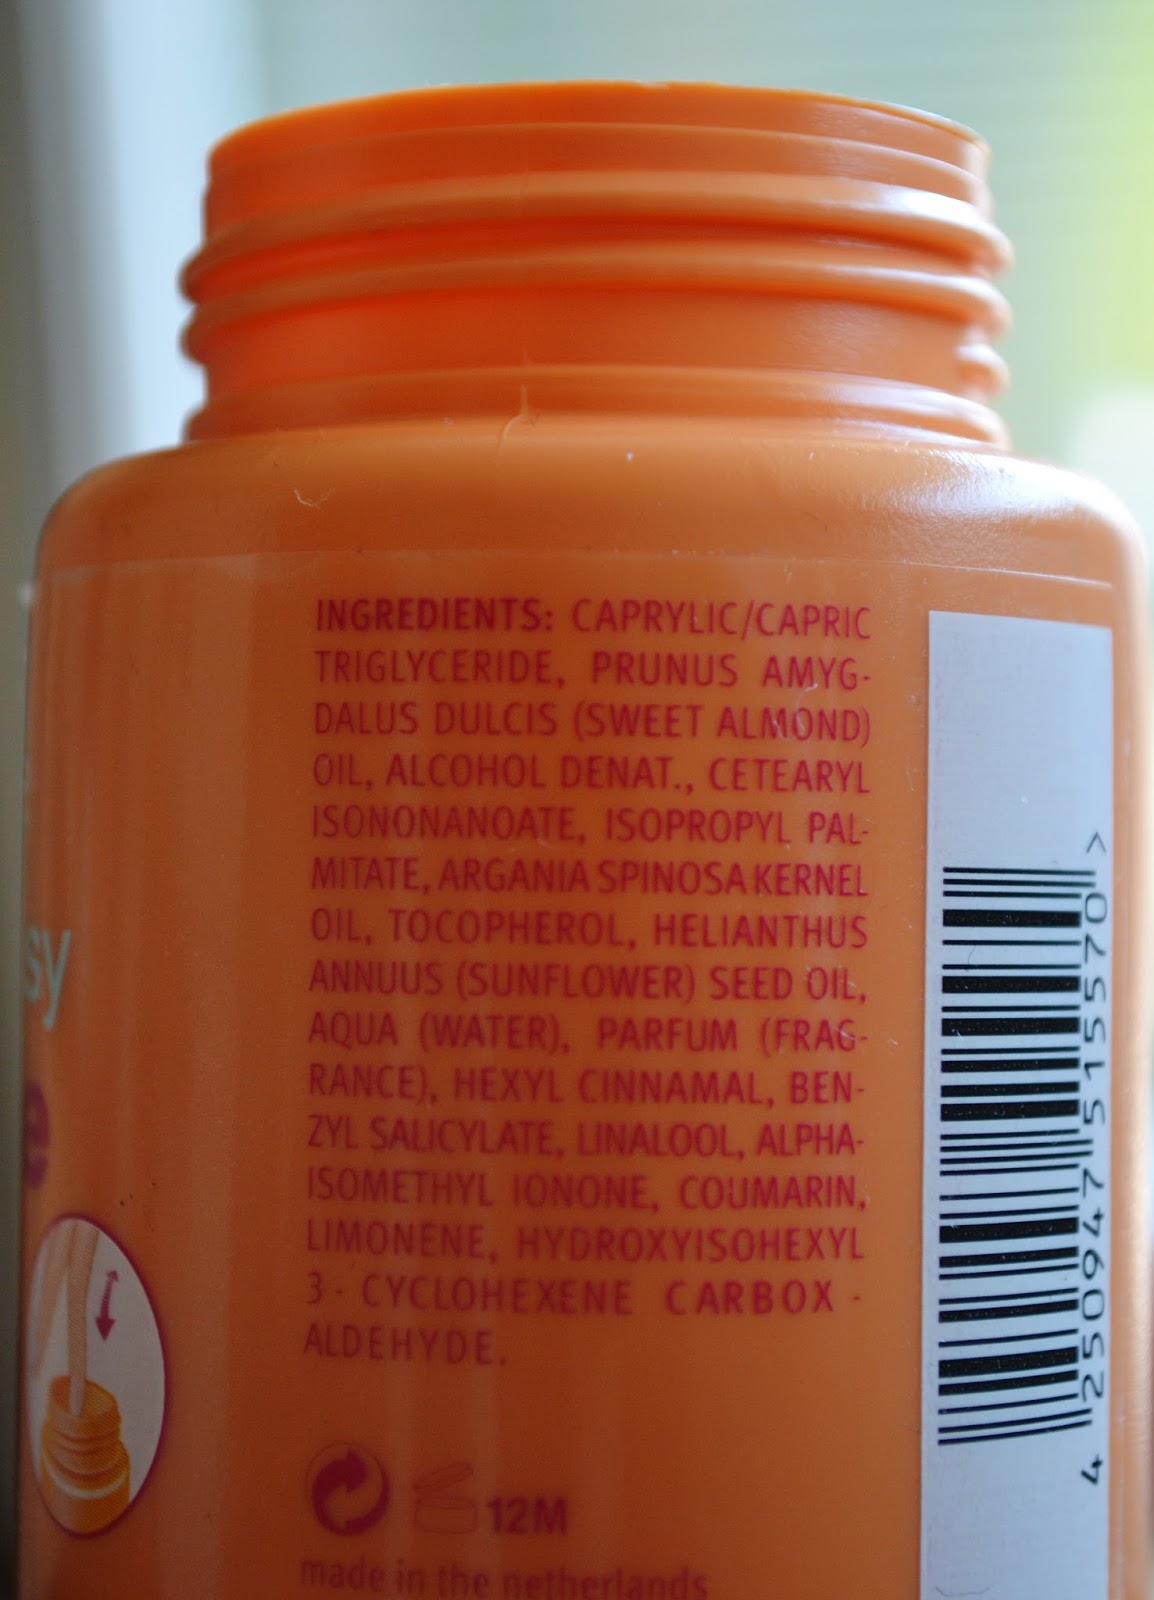 INGREDIENTS: CAPRYLIC/CAPRIC
TRIGLYCERIDE, PRUNUS AMYG-
DALUS DULCIS (SWEET ALMOND)
OIL, ALCOHOL DENAT., CETEARYL
ISONONANOATE, ISOPROPYL PAL-
MITATE, ARGANIA SPINOSA KERNEL
OIL, TOCOPHEROL, HELIANTHUS
ANNUUS (SUNFLOWER) SEED OIL,
AQUA (WATER), PARFUM (FRAG-
RANCE), HEXYL CINNAMAL, BEN-
ZYL SALICYLATE, LINALOOL, ALPHA-
ISOMETHYL IONONE, COUMARIN,
LIMONENE, HYDROXYISOHEXYL
3 - CYCLOHEXENE CARBOX -
ALDEHYDE.
12M
made in the netherlands
sy
e
4 250947 515570 >